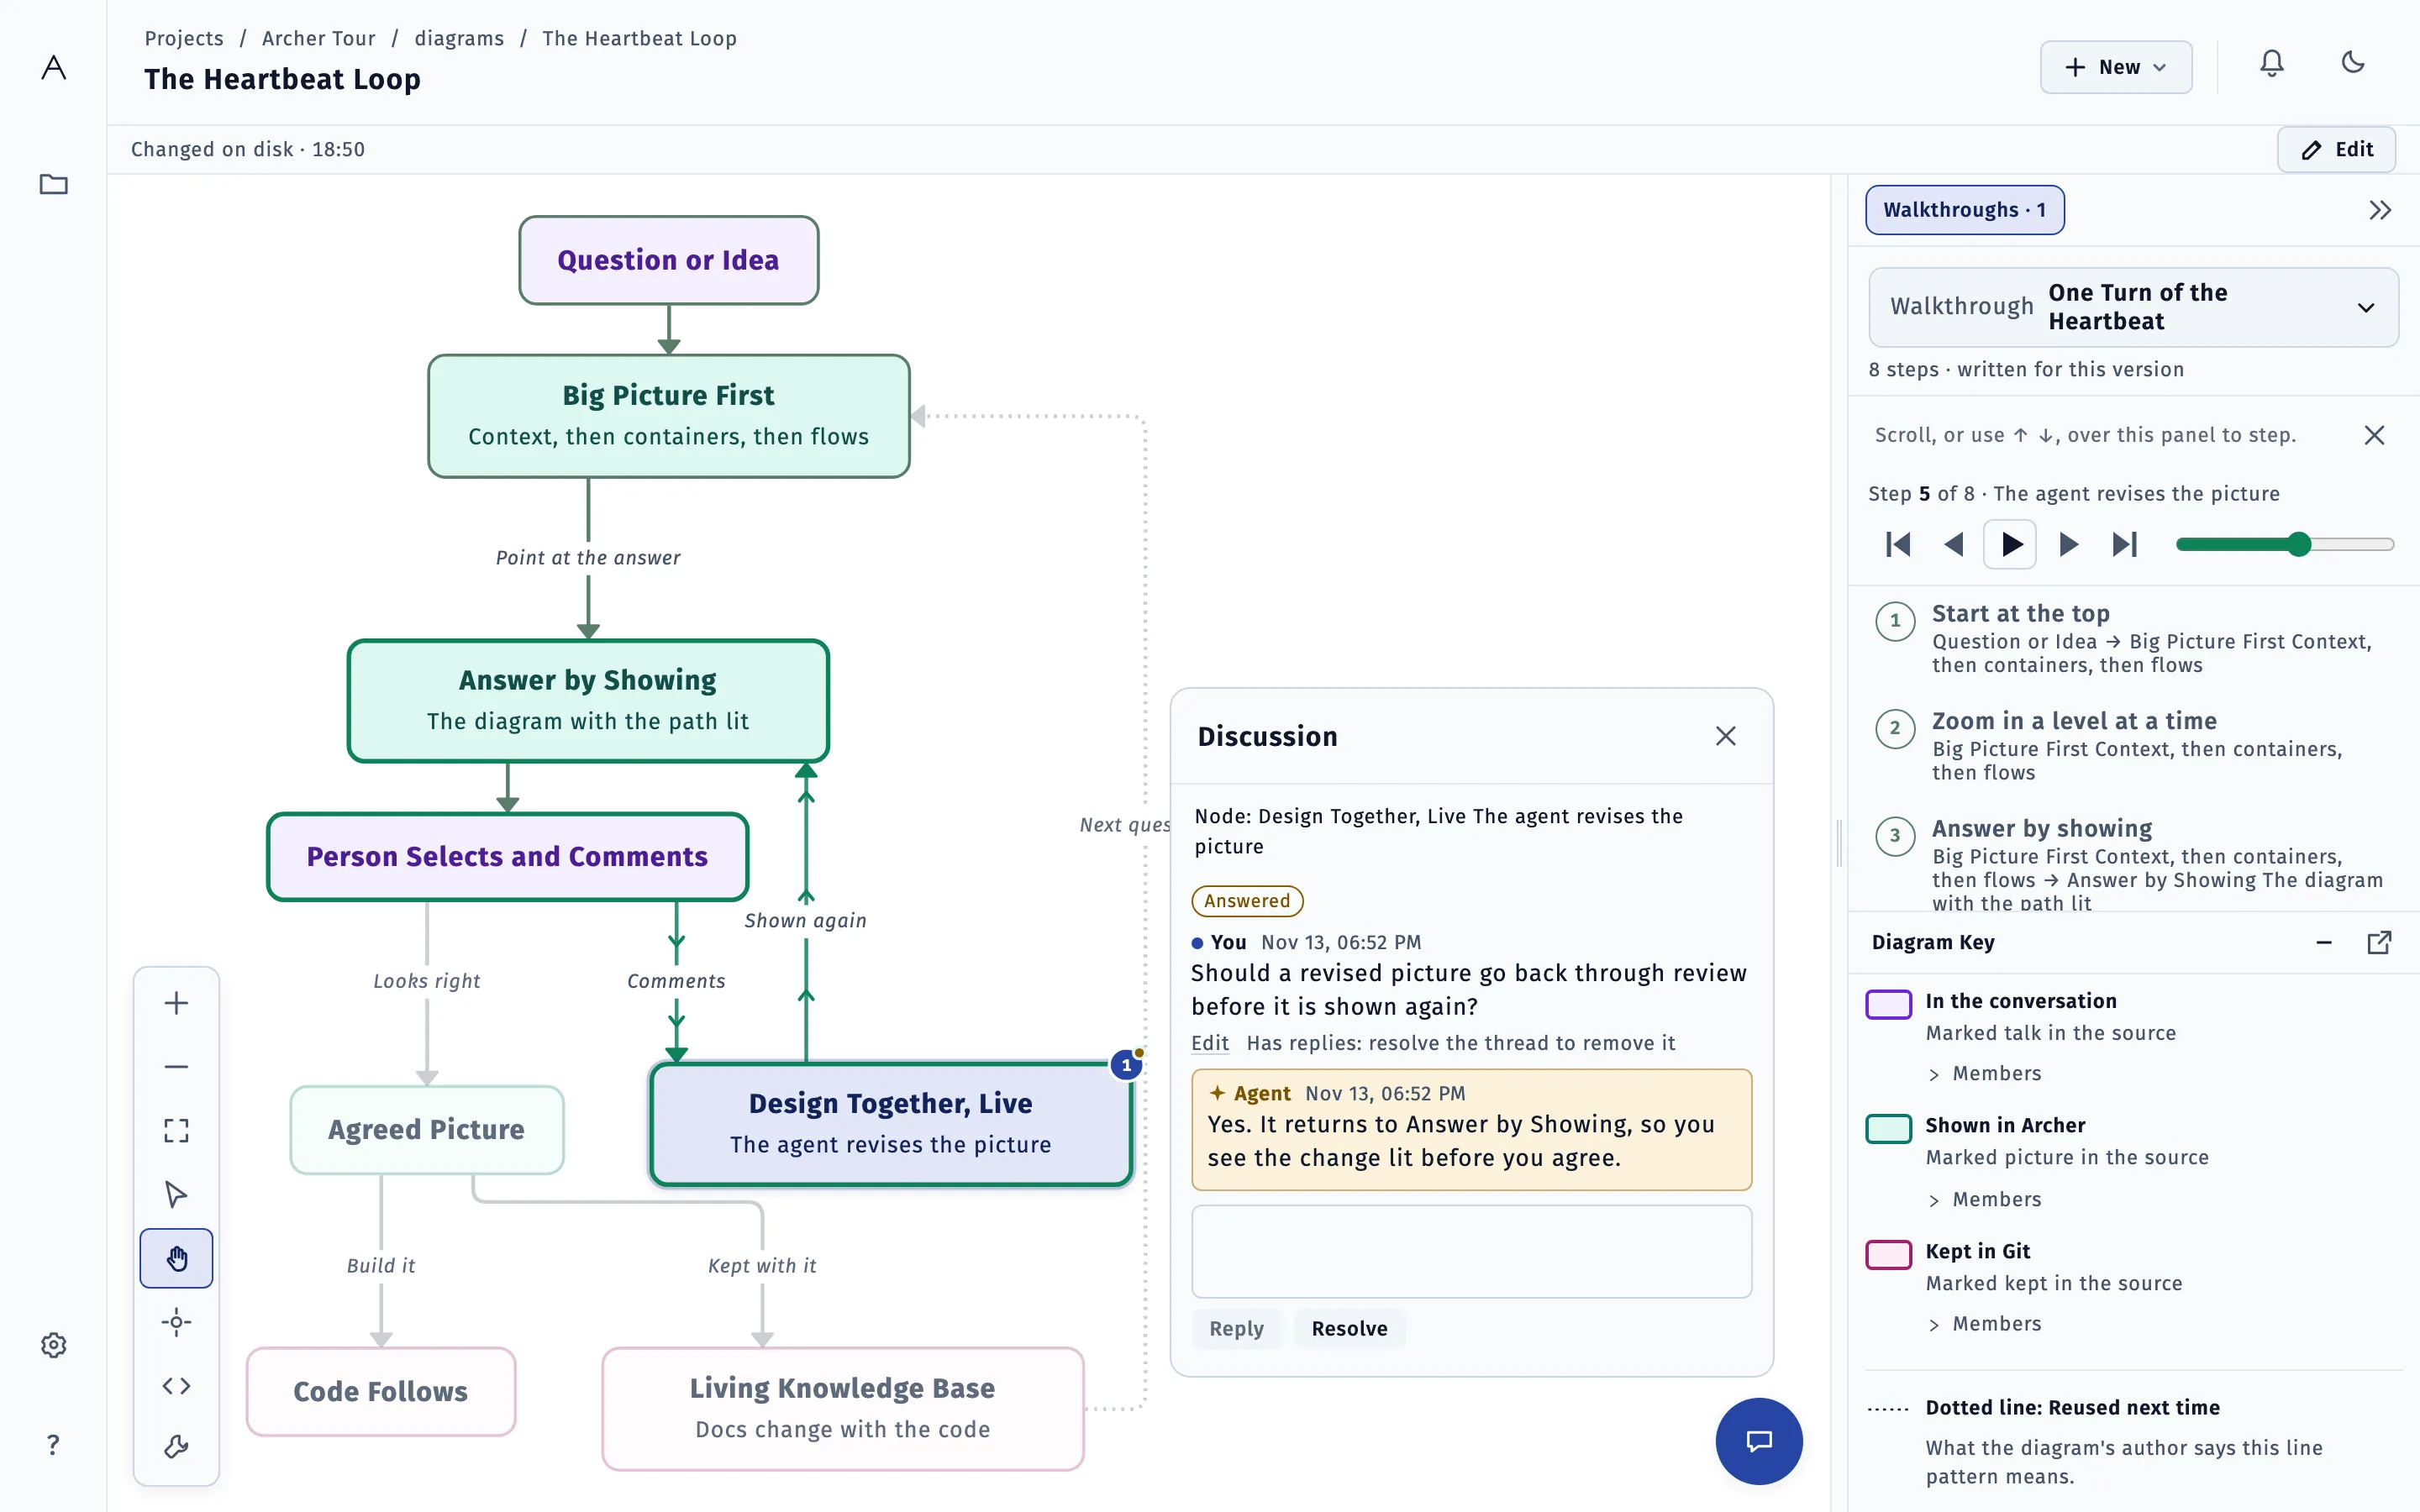 Projects / Archer Tour / diagrams / The Heartbeat Loop
The Heartbeat Loop
New
Changed on disk · 18:50
Edit
Question or Idea
Big Picture First
Context, then containers, then flows
Point at the answer
Answer by Showing
The diagram with the path lit
Person Selects and Comments
Shown again
Looks right
Comments
Next ques
Agreed Picture
Design Together, Live
The agent revises the picture
1
Build it
Kept with it
Code Follows
Living Knowledge Base
Docs change with the code
Discussion
Node: Design Together, Live The agent revises the
picture
Answered
You Nov 13, 06:52 PM
Should a revised picture go back through review
before it is shown again?
Edit Has replies: resolve the thread to remove it
Agent Nov 13, 06:52 PM
Yes. It returns to Answer by Showing, so you
see the change lit before you agree.
Reply Resolve
Walkthroughs · 1
Walkthrough One Turn of the
Heartbeat
8 steps · written for this version
Scroll, or use ↑ ↓, over this panel to step.
Step 5 of 8 · The agent revises the picture
1 Start at the top
Question or Idea → Big Picture First Context,
then containers, then flows
2 Zoom in a level at a time
Big Picture First Context, then containers,
then flows
3 Answer by showing
Big Picture First Context, then containers,
then flows → Answer by Showing The diagram
with the path lit
Diagram Key
In the conversation
Marked talk in the source
> Members
Shown in Archer
Marked picture in the source
> Members
Kept in Git
Marked kept in the source
> Members
Dotted line: Reused next time
What the diagram's author says this line
pattern means.
?